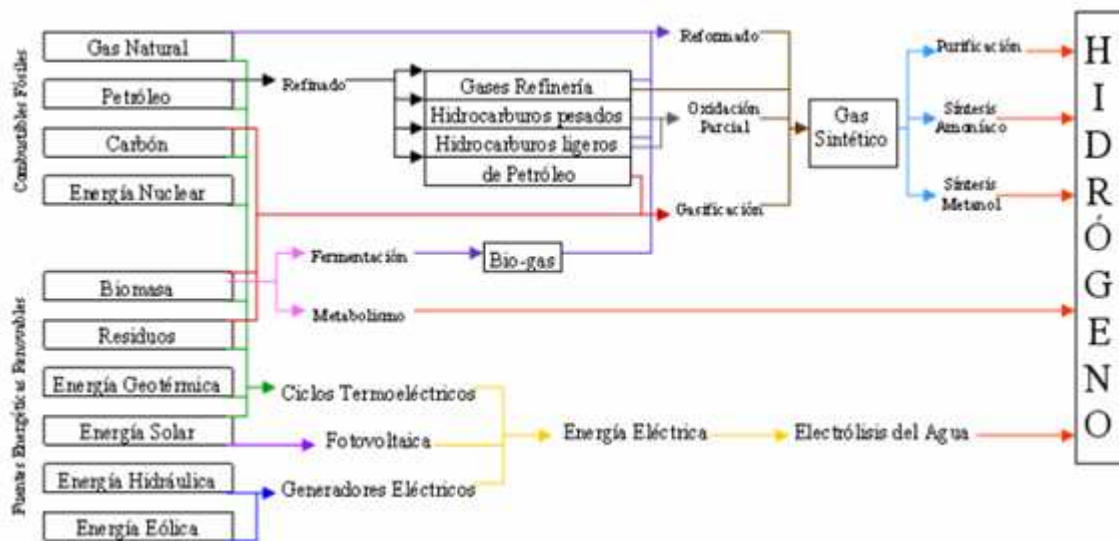 Combustibles Fósiles
Gas Natural
Petróleo
Carbón
Energía Nuclear
Fuentes Energéticas Renovables
Biomasa
Residuos
Energía Geotérmica
Energía Solar
Energía Hidráulica
Energía Eólica
Refinado
Gases Refinería
Hidrocarburos pesados
Hidrocarburos ligeros
de Petróleo
Reformado
Oxidación
Parcial
Gasificación
Fermentación
Bio-gas
Metabolismo
Ciclos Termoeléctricos
Fotovoltaica
Generadores Eléctricos
Energía Eléctrica
Electrólisis del Agua
Gas
Sintético
Purificación
Síntesis
Amoníaco
Síntesis
Metanol
HIDRÓGENO